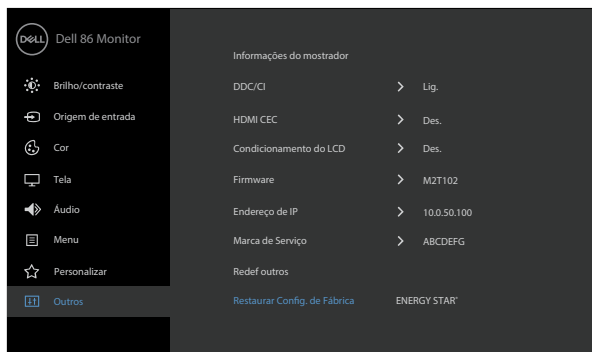 DELL Dell 86 Monitor
Brilho/contraste
Origem de entrada
Cor
Tela
Áudio
Menu
Personalizar
Outros
Informações do mostrador
DDC/CI > Lig.
HDMI CEC > Des.
Condicionamento do LCD > Des.
Firmware > M2T102
Endereço de IP > 10.0.50.100
Marca de Serviço > ABCDEFG
Redef outros
Restaurar Config. de Fábrica ENERGY STAR®